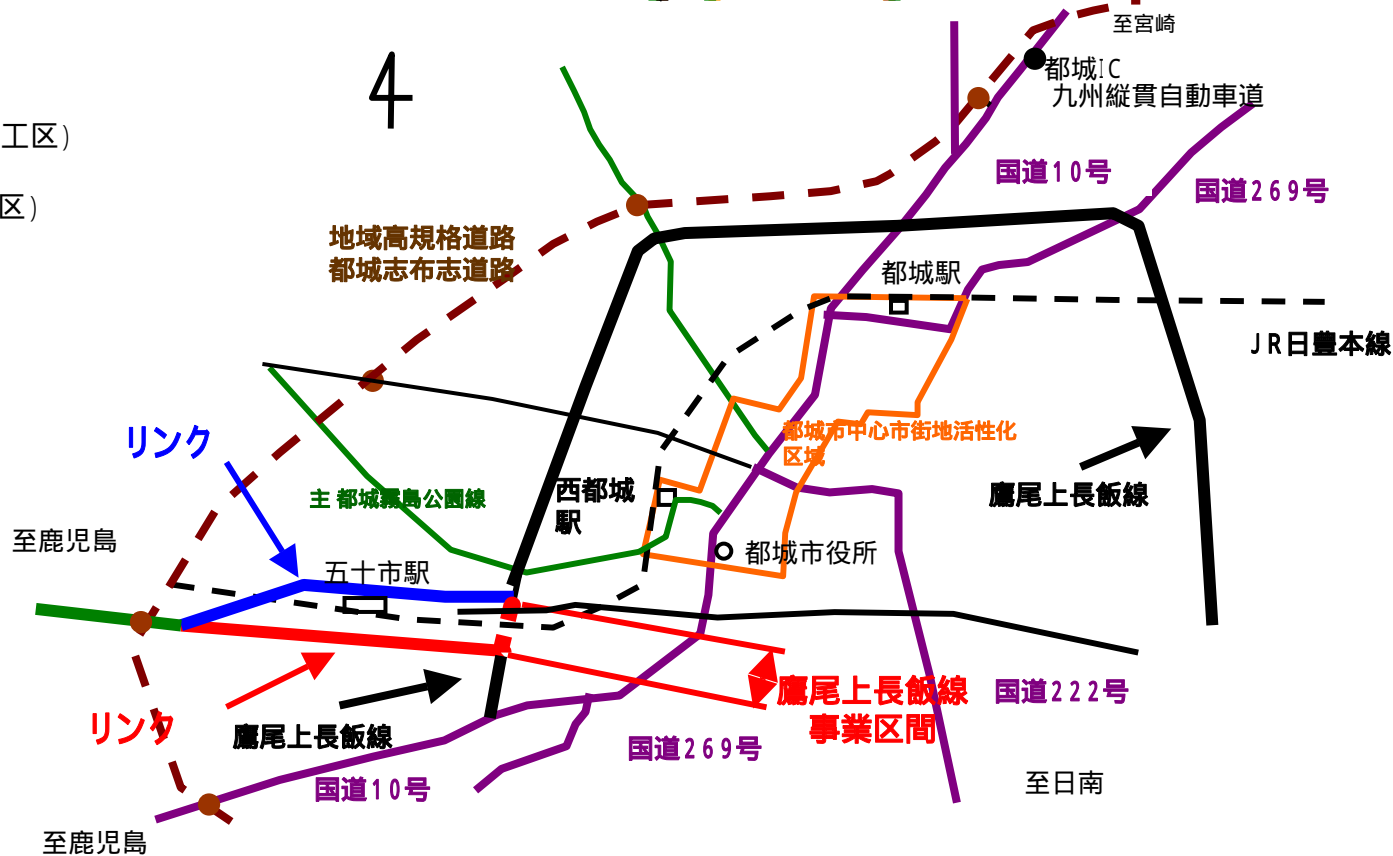 至宮崎
4
都城IC
九州縦貫自動車道
工区)
国道10号
国道269号
区)
地域高規格道路
都城志布志道路
都城駅
JR日豊本線
リンク
都城市中心市街地活性化
区域
西都城
駅
主 都城霧島公園線
鷹尾上長飯線
至鹿児島
都城市役所
五十市駅
鷹尾上長飯線
事業区間
国道222号
リンク
鷹尾上長飯線
国道269号
国道10号
至日南
至鹿児島